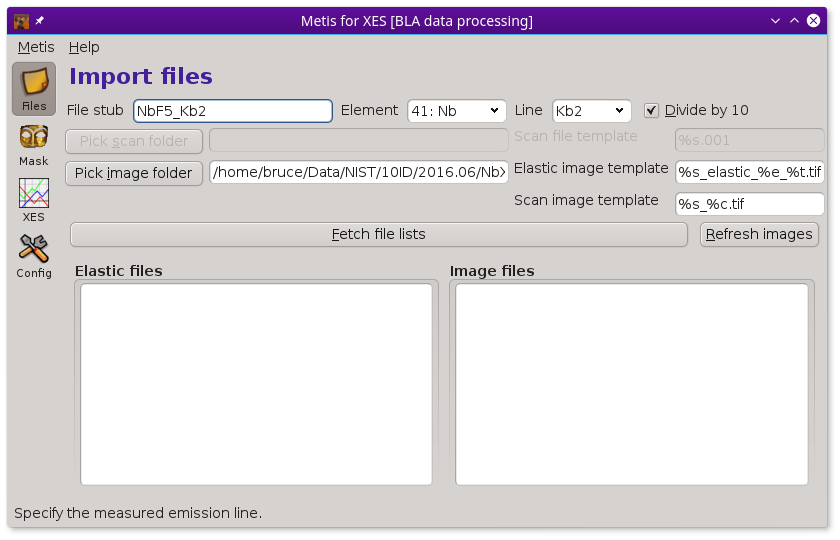 Metis for XES [BLA data processing]
Metis Help
Files
Mask
XES
Config
Import files
File stub NbF5_Kb2 Element 41: Nb Line Kb2 Divide by 10
Pick scan folder Scan file template %s.001
Pick image folder /home/bruce/Data/NIST/10ID/2016.06/Nb Elastic image template %s_elastic_%e_%t.tif
Scan image template %s_%c.tif
Fetch file lists Refresh images
Elastic files Image files
Specify the measured emission line.